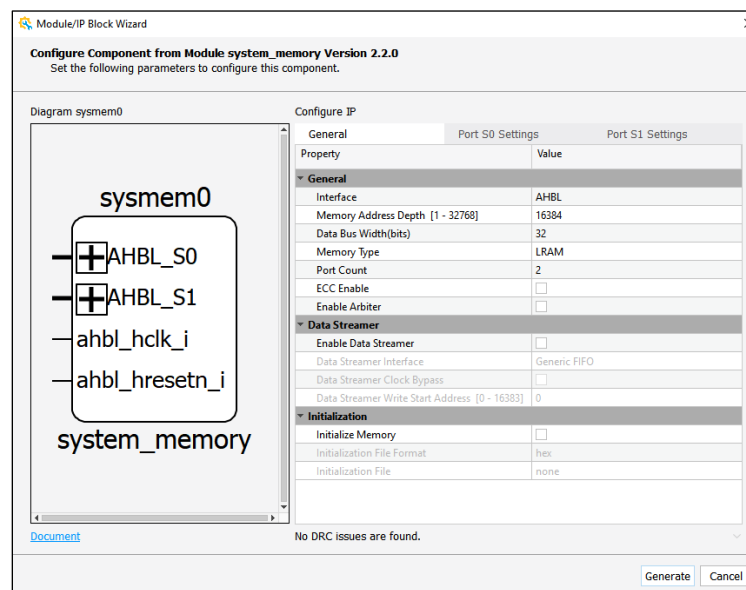 Module/IP Block Wizard
Configure Component from Module system_memory Version 2.2.0
Set the following parameters to configure this component.
Diagram sysmem0
Configure IP
General Port S0 Settings Port S1 Settings
Property Value
General
Interface AHBL
Memory Address Depth [1 - 32768] 16384
Data Bus Width(bits) 32
Memory Type LRAM
Port Count 2
ECC Enable
Enable Arbiter
Data Streamer
Enable Data Streamer
Data Streamer Interface Generic FIFO
Data Streamer Clock Bypass
Data Streamer Write Start Address [0 - 16383] 0
Initialization
Initialize Memory
Initialization File Format hex
Initialization File none
sysmem0
AHBL_S0
AHBL_S1
ahbl_hclk_i
ahbl_hresetn_i
system_memory
Document
No DRC issues are found.
Generate Cancel